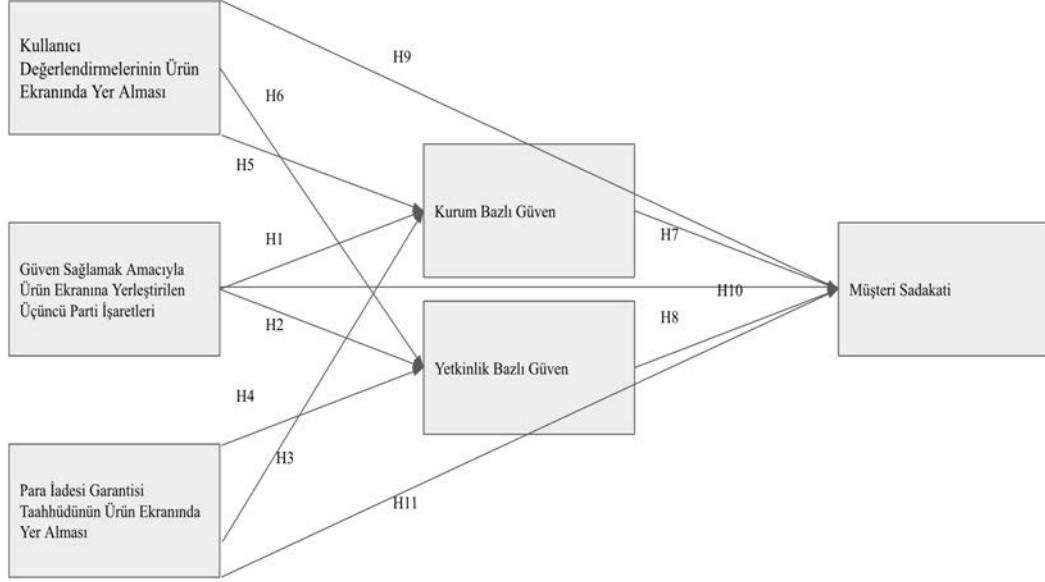 Kullanıcı
Değerlendirmelerinin Ürün
Ekranında Yer Alması
H9
H6
H5
Kurum Bazlı Güven
H1
H7
Güven Sağlamak Amacıyla
Ürün Ekranına Yerleştirilen
Üçüncü Parti İşaretleri
H10
Müşteri Sadakati
H2
H8
Yetkinlik Bazlı Güven
H4
H3
Para İadesi Garantisi
Taahhüdünün Ürün Ekranında
Yer Alması
H11